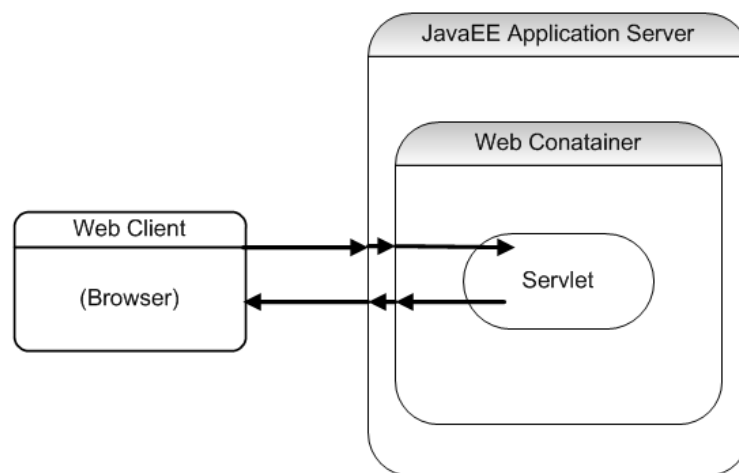 JavaEE Application Server
Web Conatainer
Web Client
(Browser)
Servlet